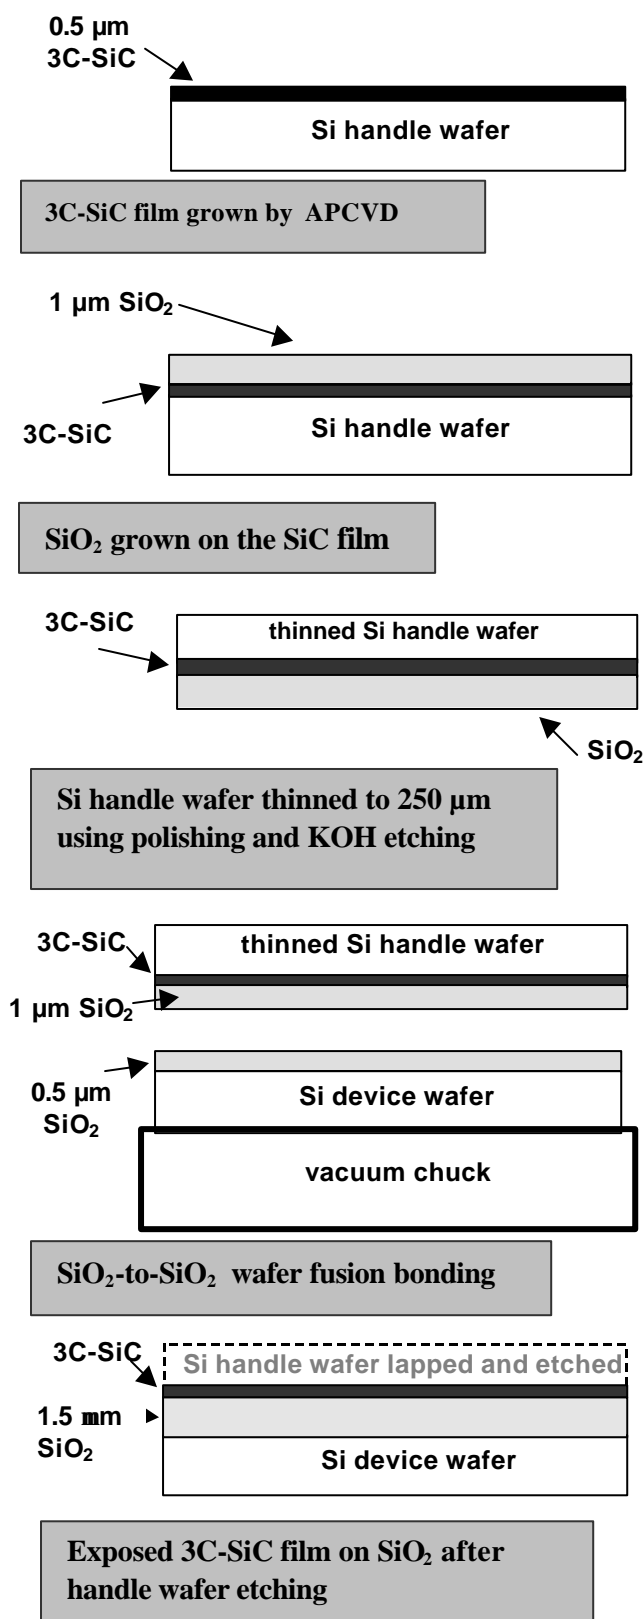 0.5 µm
3C-SiC
Si handle wafer
3C-SiC film grown by APCVD
1 µm SiO₂
3C-SiC
Si handle wafer
SiO₂ grown on the SiC film
3C-SiC
thinned Si handle wafer
SiO₂
Si handle wafer thinned to 250 µm
using polishing and KOH etching
3C-SiC
thinned Si handle wafer
1 µm SiO₂
0.5 µm
SiO₂
Si device wafer
vacuum chuck
SiO₂-to-SiO₂ wafer fusion bonding
3C-SiC
Si handle wafer lapped and etched
1.5 mm
SiO₂
Si device wafer
Exposed 3C-SiC film on SiO₂ after
handle wafer etching